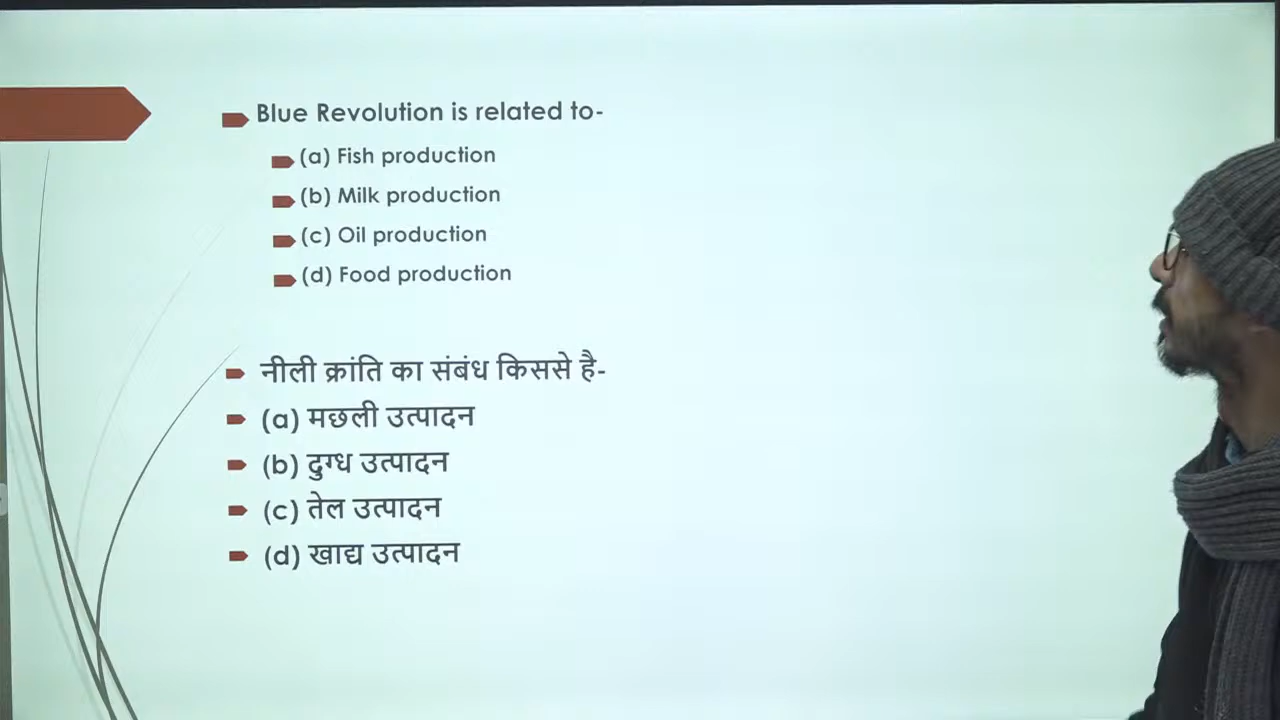 Blue Revolution is related to-
(a) Fish production
(b) Milk production
(c) Oil production
(d) Food production
नीली क्रांति का संबंध किससे है-
(a) मछली उत्पादन
(b) दुग्ध उत्पादन
(c) तेल उत्पादन
(d) खाद्य उत्पादन